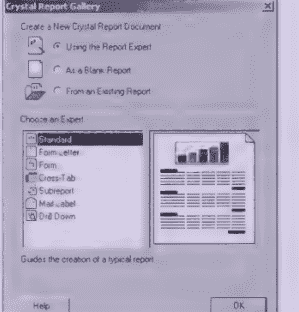 Crystal Report Gallery
Create a New Crystal Report Document
Using the Report Expert
As a Blank Report
From an Existing Report
Choose an Expert
Standard
Form Letter
Form
Cross-Tab
Subreport
Mail Label
Drill Down
Guides the creation of a typical report
Help
OK